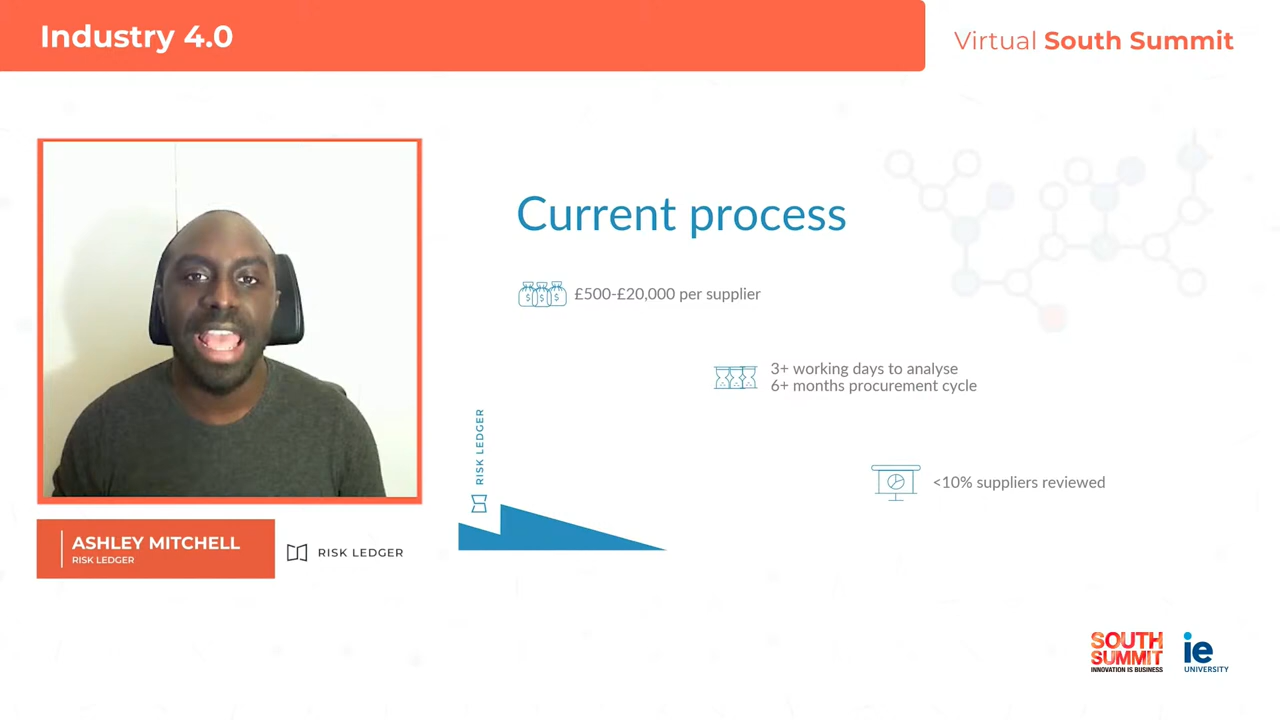 Industry 4.0
Virtual South Summit
Current process
£500-£20,000 per supplier
3+ working days to analyse
6+ months procurement cycle
<10% suppliers reviewed
RISK LEDGER
ASHLEY MITCHELL
RISK LEDGER
RISK LEDGER
SOUTH
SUMMIT
INNOVATION IS BUSINESS
ie
UNIVERSITY